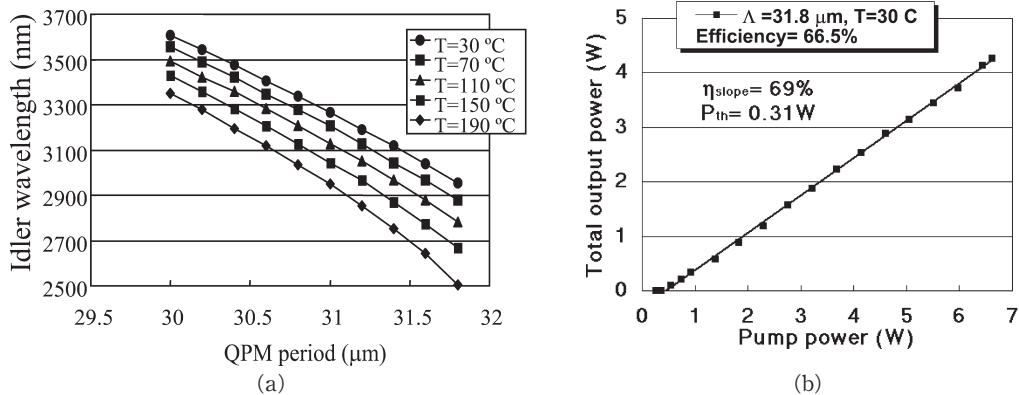 3700
3500
3300
3100
2900
2700
2500
Idler wavelength (nm)
29.5 30 30.5 31 31.5 32
QPM period (μm)
T=30 ºC
T=70 ºC
T=110 ºC
T=150 ºC
T=190 ºC
(a)
5
4
3
2
1
0
Total output power (W)
0 1 2 3 4 5 6 7
Pump power (W)
Λ =31.8 μm, T=30 C
Efficiency= 66.5%
ηslope= 69%
Pth= 0.31W
(b)